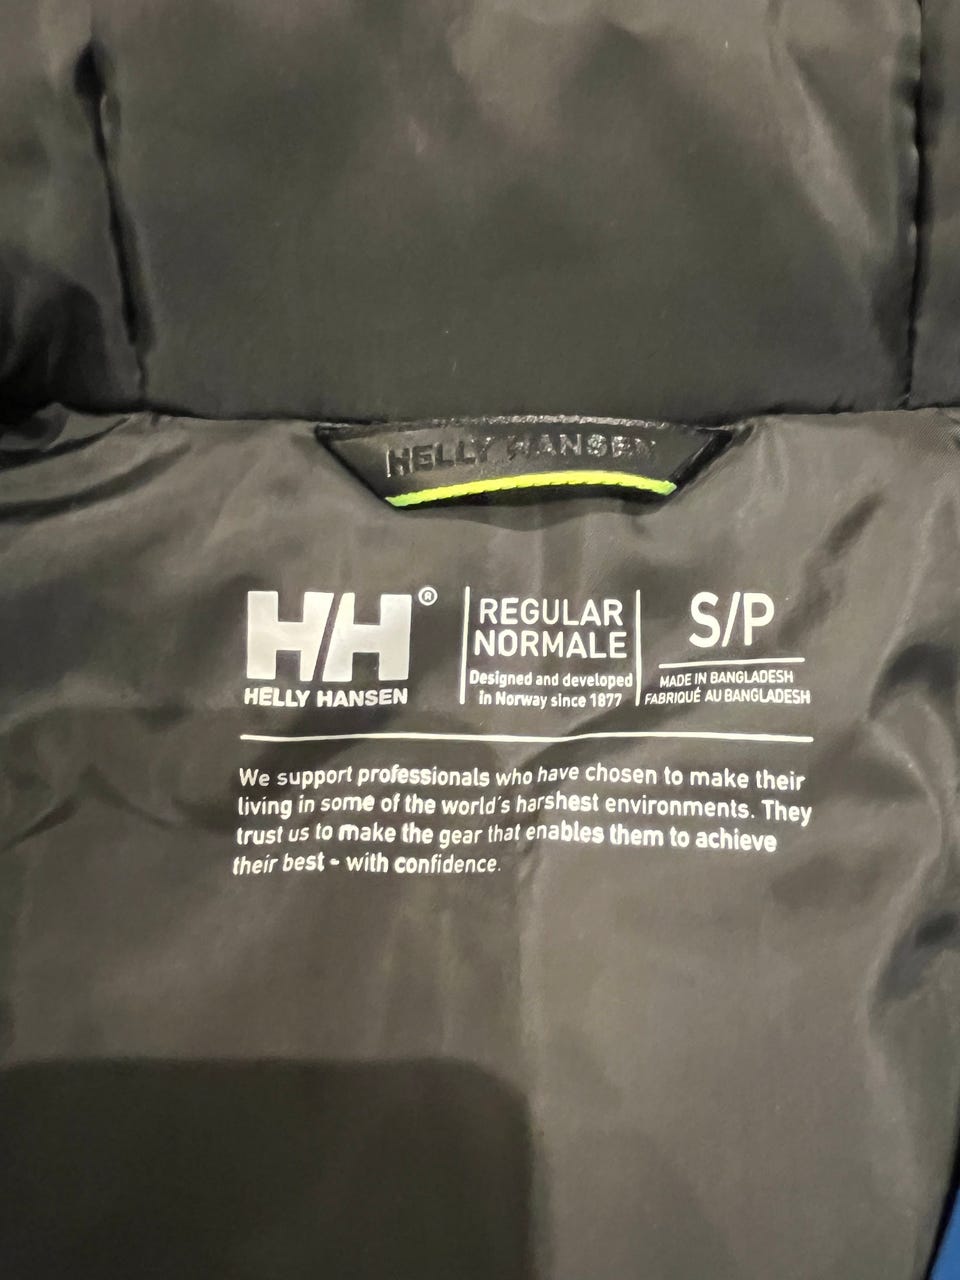 HELLY HANSEN
HH®
HELLY HANSEN
REGULAR
NORMALE
Designed and developed
in Norway since 1877
S/P
MADE IN BANGLADESH
FABRIQUÉ AU BANGLADESH
We support professionals who have chosen to make their
living in some of the world's harshest environments. They
trust us to make the gear that enables them to achieve
their best - with confidence.